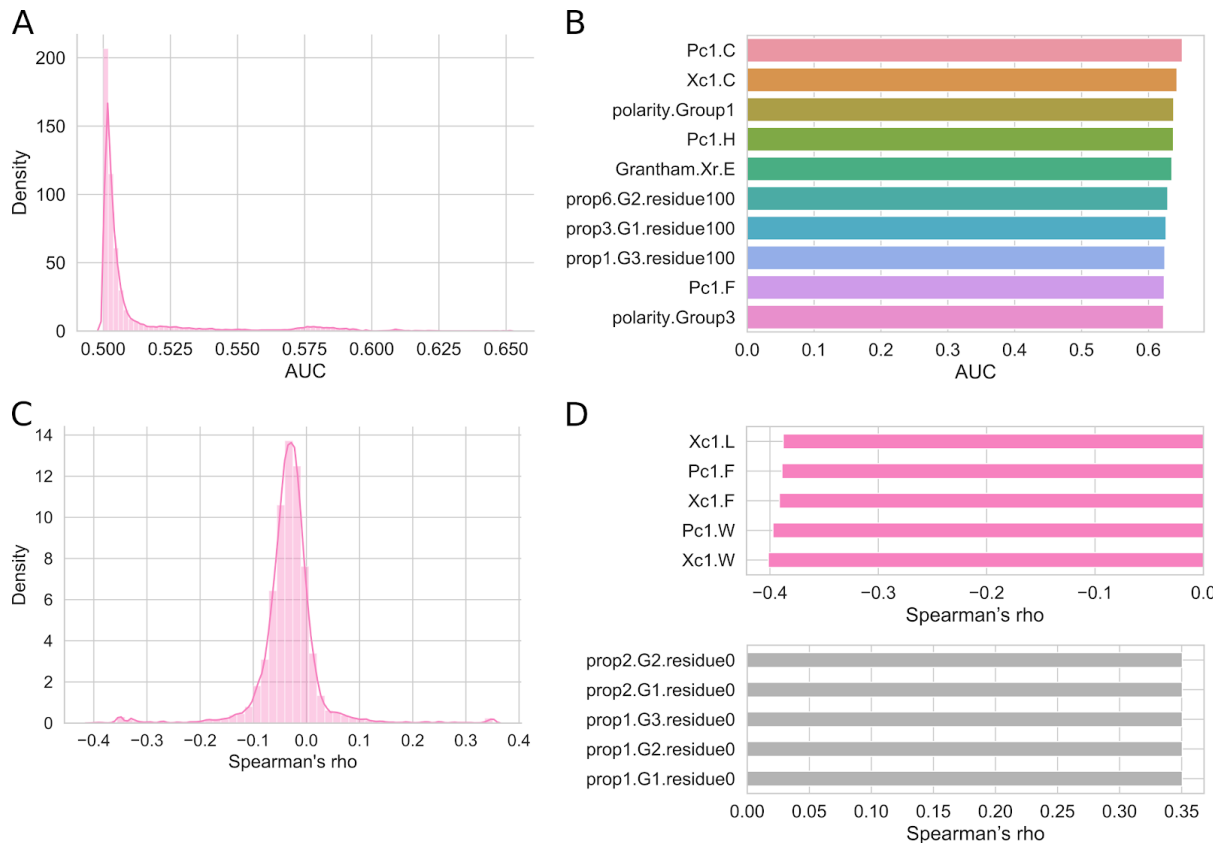 A
200
150
100
50
0
Density
0.500 0.525 0.550 0.575 0.600 0.625 0.650
AUC
B
Pc1.C
Xc1.C
polarity.Group1
Pc1.H
Grantham.Xr.E
prop6.G2.residue100
prop3.G1.residue100
prop1.G3.residue100
Pc1.F
polarity.Group3
0.0 0.1 0.2 0.3 0.4 0.5 0.6
AUC
C
14
12
10
8
6
4
2
0
Density
−0.4 −0.3 −0.2 −0.1 0.0 0.1 0.2 0.3 0.4
Spearman's rho
D
Xc1.L
Pc1.F
Xc1.F
Pc1.W
Xc1.W
−0.4 −0.3 −0.2 −0.1 0.0
Spearman’s rho
prop2.G2.residue0
prop2.G1.residue0
prop1.G3.residue0
prop1.G2.residue0
prop1.G1.residue0
0.00 0.05 0.10 0.15 0.20 0.25 0.30 0.35
Spearman’s rho